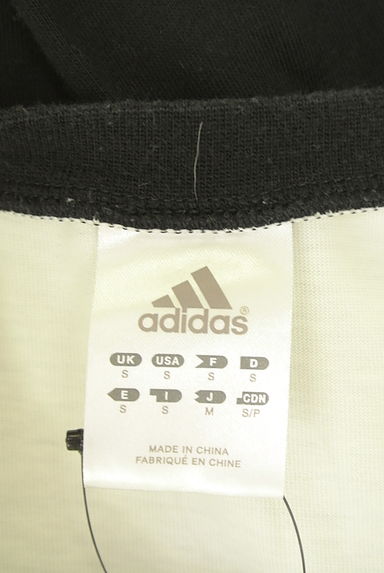 adidas®
UK USA F D
S S S S
E I J CDN
S S M S/P
MADE IN CHINA
FABRIQUÉ EN CHINE